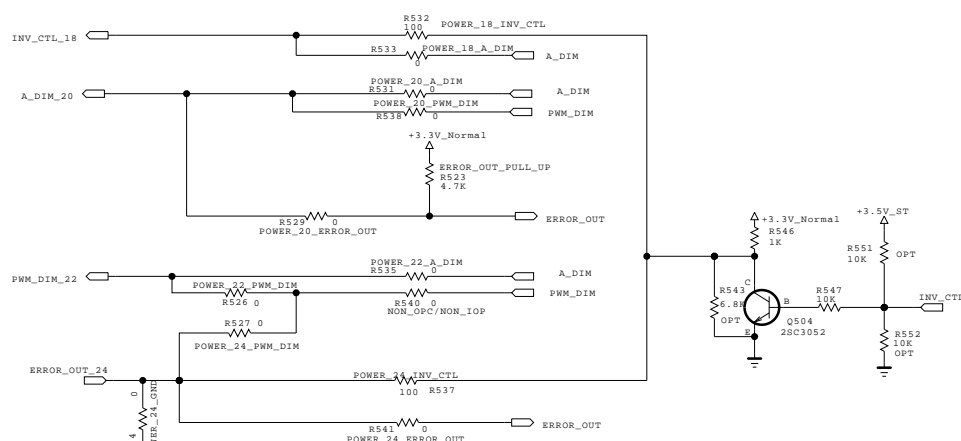 R532
100
POWER_18_INV_CTL
INV_CTL_18
R533
POWER_18_A_DIM
0
A_DIM
POWER_20_A_DIM
R531 0
A_DIM_20
A_DIM
POWER_20_PWM_DIM
R538 0
PWM_DIM
+3.3V_Normal
ERROR_OUT_PULL_UP
R523
4.7K
R529 0
POWER_20_ERROR_OUT
ERROR_OUT
+3.3V_Normal
R546
1K
+3.5V_ST
R551
10K
OPT
POWER_22_A_DIM
R535 0
PWM_DIM_22
A_DIM
POWER_22_PWM_DIM
R526 0
R540 0
NON_OPC/NON_IOP
PWM_DIM
R543
6.8K
OPT
C
B
E
Q504
2SC3052
R547
10K
INV_CTL
R552
10K
OPT
R527 0
POWER_24_PWM_DIM
ERROR_OUT_24
POWER_24_INV_CTL
100 R537
0
4
R541 0
POWER_24_ERROR_OUT
ERROR_OUT